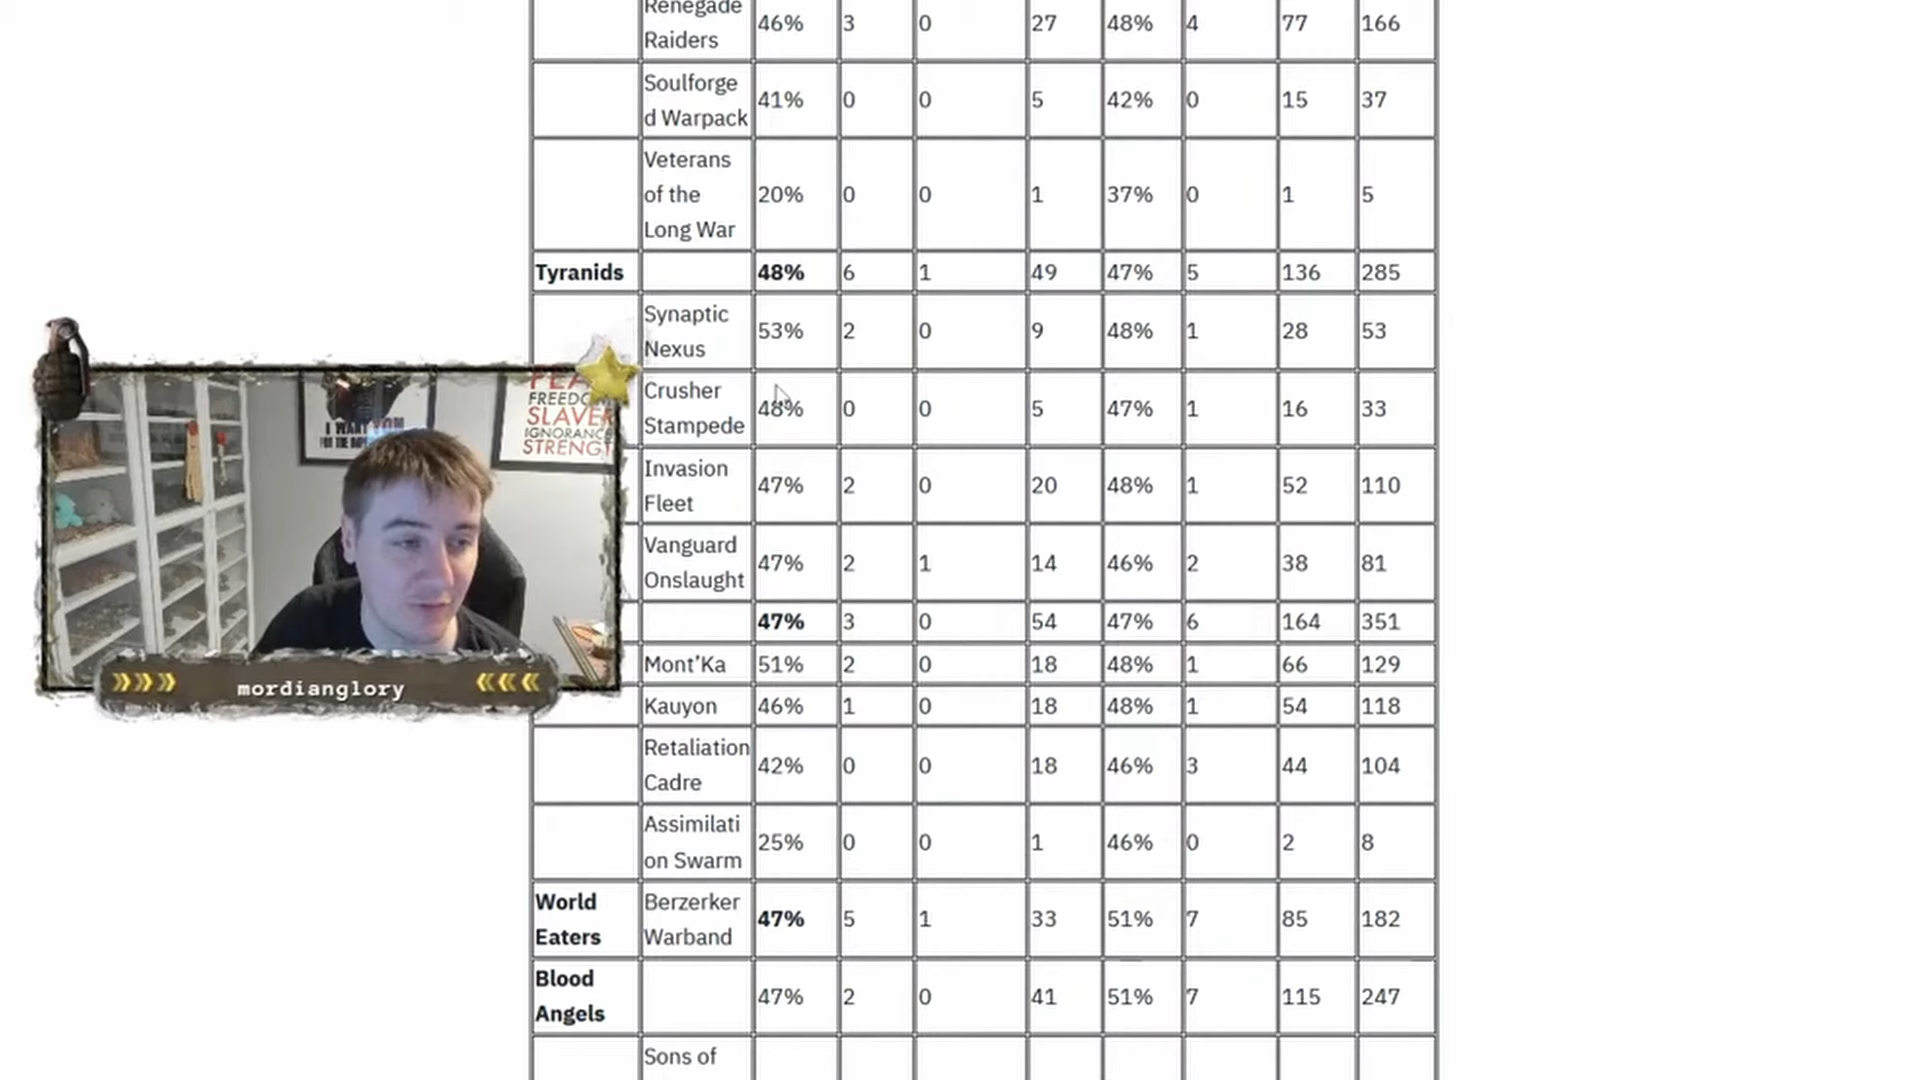 Renegade
Raiders
46% 3 0 27 48% 4 77 166
Soulforge
d Warpack
41% 0 0 5 42% 0 15 37
Veterans
of the
Long War
20% 0 0 1 37% 0 1 5
Tyranids 48% 6 1 49 47% 5 136 285
Synaptic
Nexus
53% 2 0 9 48% 1 28 53
Crusher
Stampede
48% 0 0 5 47% 1 16 33
Invasion
Fleet
47% 2 0 20 48% 1 52 110
Vanguard
Onslaught
47% 2 1 14 46% 2 38 81
47% 3 0 54 47% 6 164 351
Mont’Ka 51% 2 0 18 48% 1 66 129
Kauyon 46% 1 0 18 48% 1 54 118
Retaliation
Cadre
42% 0 0 18 46% 3 44 104
Assimilati
on Swarm
25% 0 0 1 46% 0 2 8
World
Eaters
Berzerker
Warband
47% 5 1 33 51% 7 85 182
Blood
Angels
47% 2 0 41 51% 7 115 247
Sons of
I WANT YOU
FREEDO
SLAVER
IGNORANCE
STRENGT
mordianglory